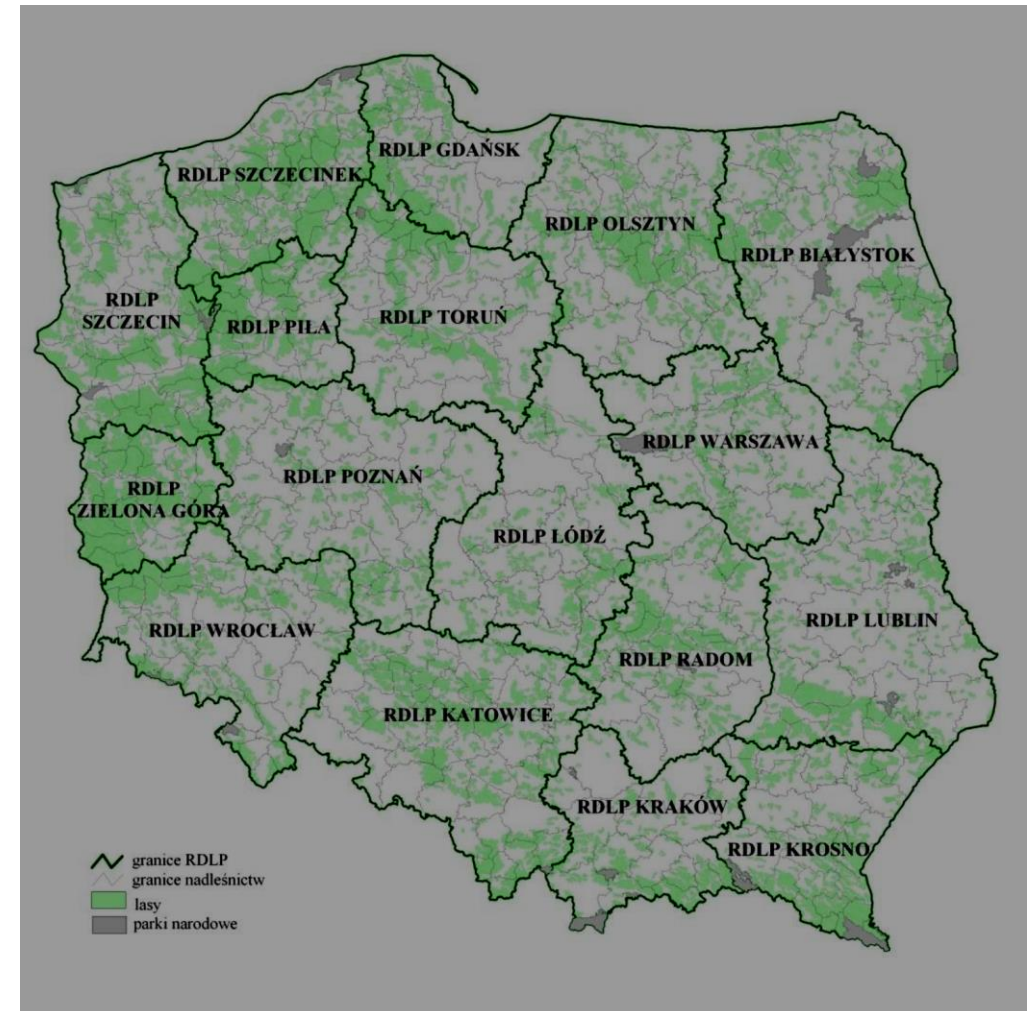 RDLP GDAŃSK
RDLP SZCZECINEK
RDLP OLSZTYN
RDLP BIAŁYSTOK
RDLP
SZCZECIN
RDLP PIŁA
RDLP TORUŃ
RDLP WARSZAWA
RDLP POZNAŃ
RDLP
ZIELONA GÓRA
RDLP ŁÓDŹ
RDLP WROCŁAW
RDLP LUBLIN
RDLP RADOM
RDLP KATOWICE
RDLP KRAKÓW
RDLP KROSNO
granice RDLP
granice nadleśnictw
lasy
parki narodowe